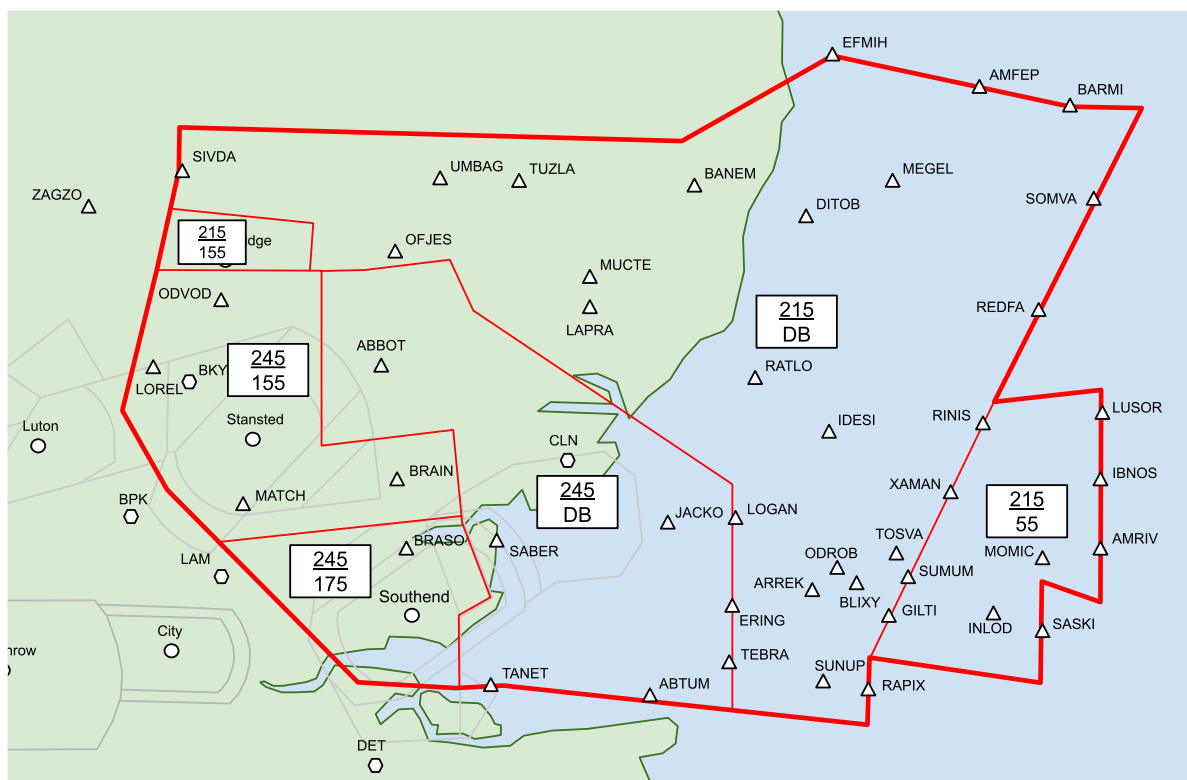 EFMIH
AMFEP
BARMI
SIVDA
UMBAG
TUZLA
BANEM
MEGEL
ZAGZO
DITOB
SOMVA
215
155
dge
OFJES
MUCTE
ODVOD
LAPRA
215
DB
REDFA
ABBOT
245
155
BKY
LOREL
RATLO
Stansted
LUSOR
Luton
RINIS
IDESI
CLN
BRAIN
IBNOS
XAMAN
245
DB
215
55
MATCH
BPK
JACKO
LOGAN
TOSVA
AMRIV
BRASO
SABER
MOMIC
LAM
245
175
ODROB
SUMUM
ARREK
BLIXY
Southend
ERING
GILTI
INLOD
SASKI
City
hrow
TEBRA
SUNUP
TANET
RAPIX
ABTUM
DET